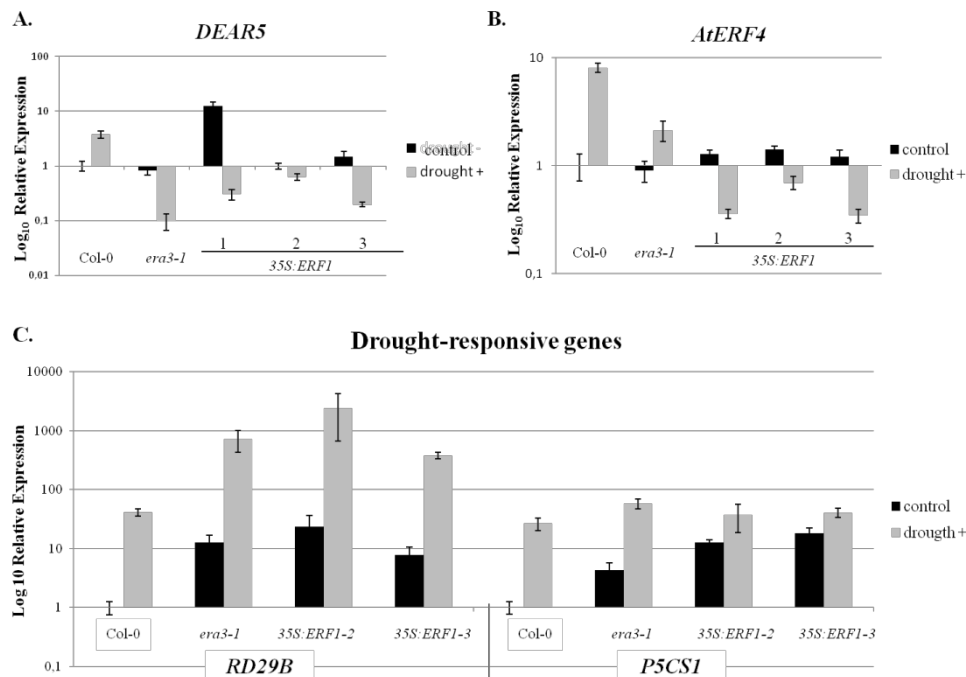 A.
DEAR5
Log10 Relative Expression
100
10
1
0,1
0,01
Col-0
era3-1
1
2
3
35S:ERF1
control
drought +
B.
AtERF4
Log10 Relative Expression
10
1
0,1
Col-0
era3-1
1
2
3
35S:ERF1
control
drought +
C.
Drought-responsive genes
Log 10 Relative Expression
10000
1000
100
10
1
0,1
Col-0
era3-1
35S:ERF1-2
35S:ERF1-3
Col-0
era3-1
35S:ERF1-2
35S:ERF1-3
RD29B
P5CS1
control
drougth +